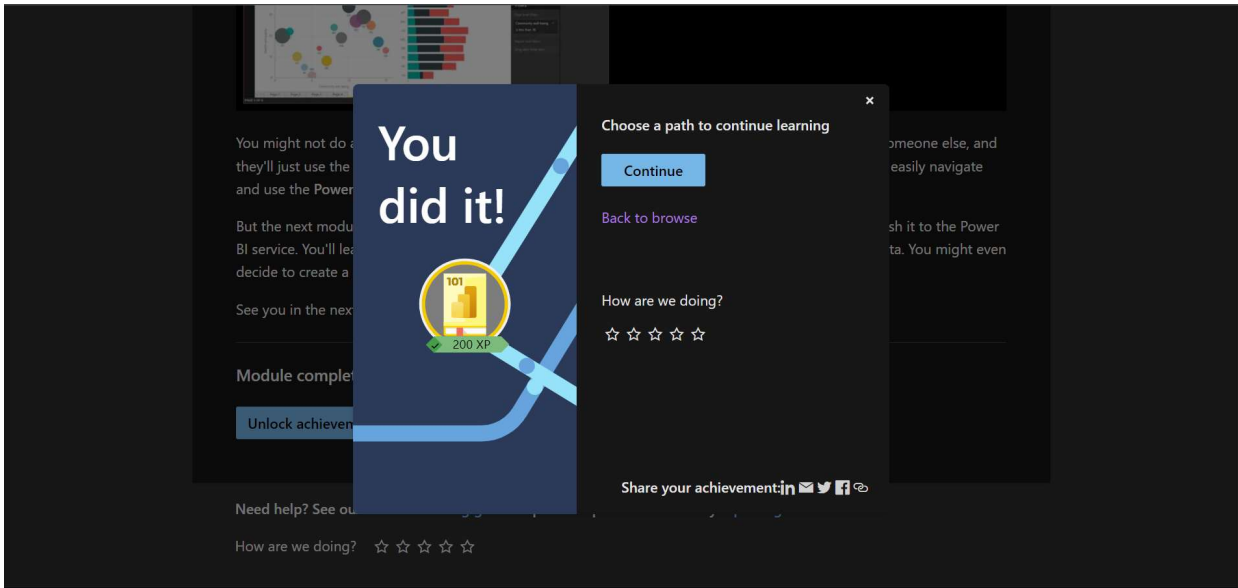 You might not do a
omeone else, and
they'll just use the
easily navigate
and use the Power
But the next modu
sh it to the Power
BI service. You'll lea
ta. You might even
decide to create a
See you in the nex
Module complet
Unlock achievem
Need help? See ou
How are we doing?
You
did it!
101
200 XP
×
Choose a path to continue learning
Continue
Back to browse
How are we doing?
Share your achievement: